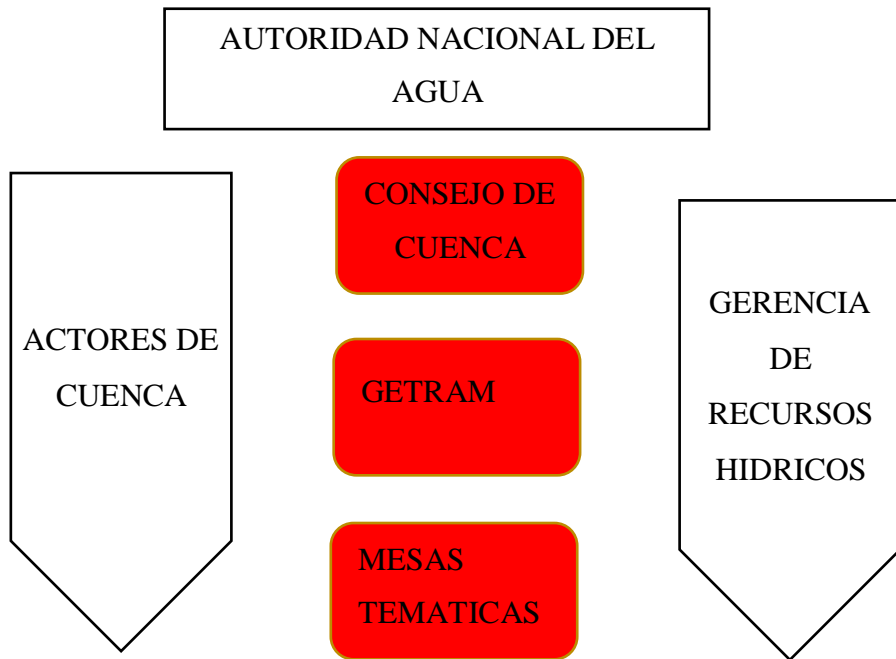 AUTORIDAD NACIONAL DEL
AGUA
CONSEJO DE
CUENCA
ACTORES DE
CUENCA
GETRAM
GERENCIA
DE
RECURSOS
HIDRICOS
MESAS
TEMATICAS